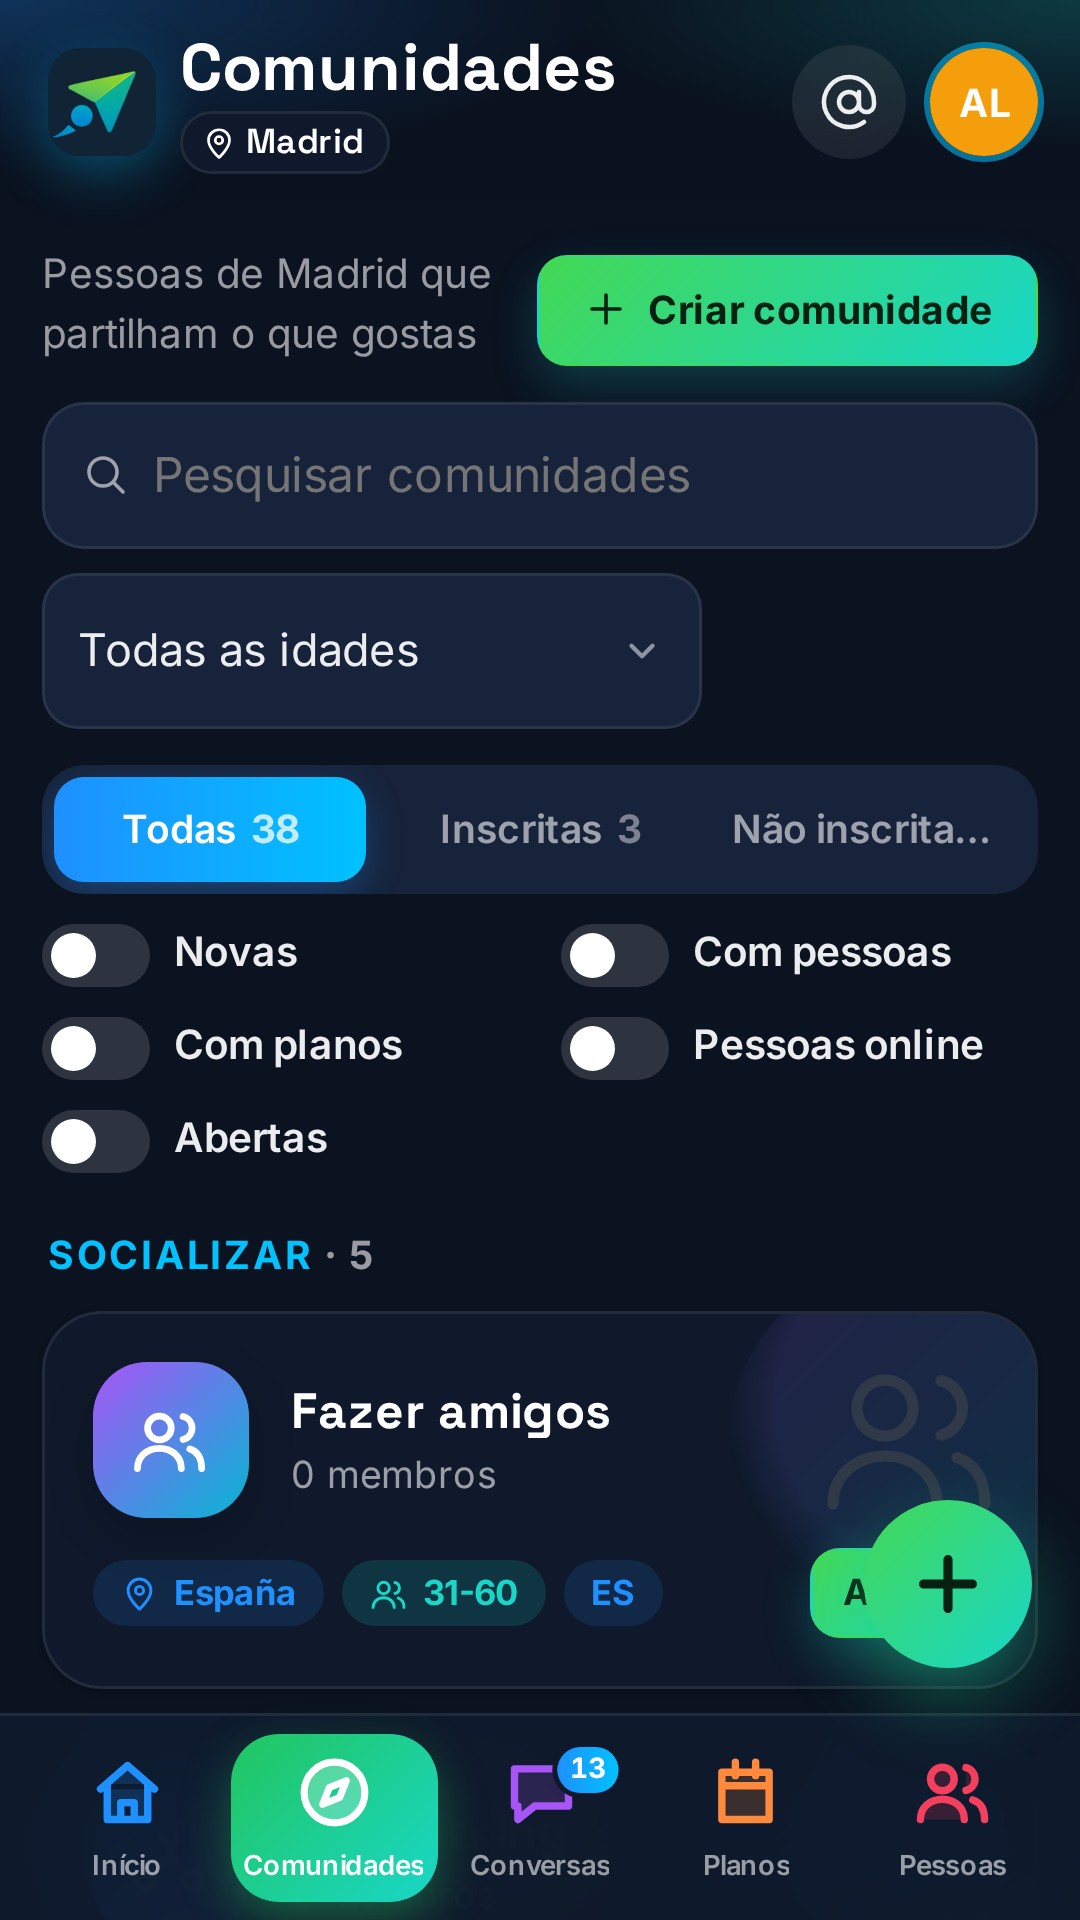 Comunidades
Madrid
AL
Pessoas de Madrid que
partilham o que gostas
Criar comunidade
Pesquisar comunidades
Todas as idades
Todas 38
Inscritas 3
Não inscrita...
Novas
Com pessoas
Com planos
Pessoas online
Abertas
SOCIALIZAR · 5
Fazer amigos
0 membros
España
31-60
ES
A
13
Início
Comunidades
Conversas
Planos
Pessoas